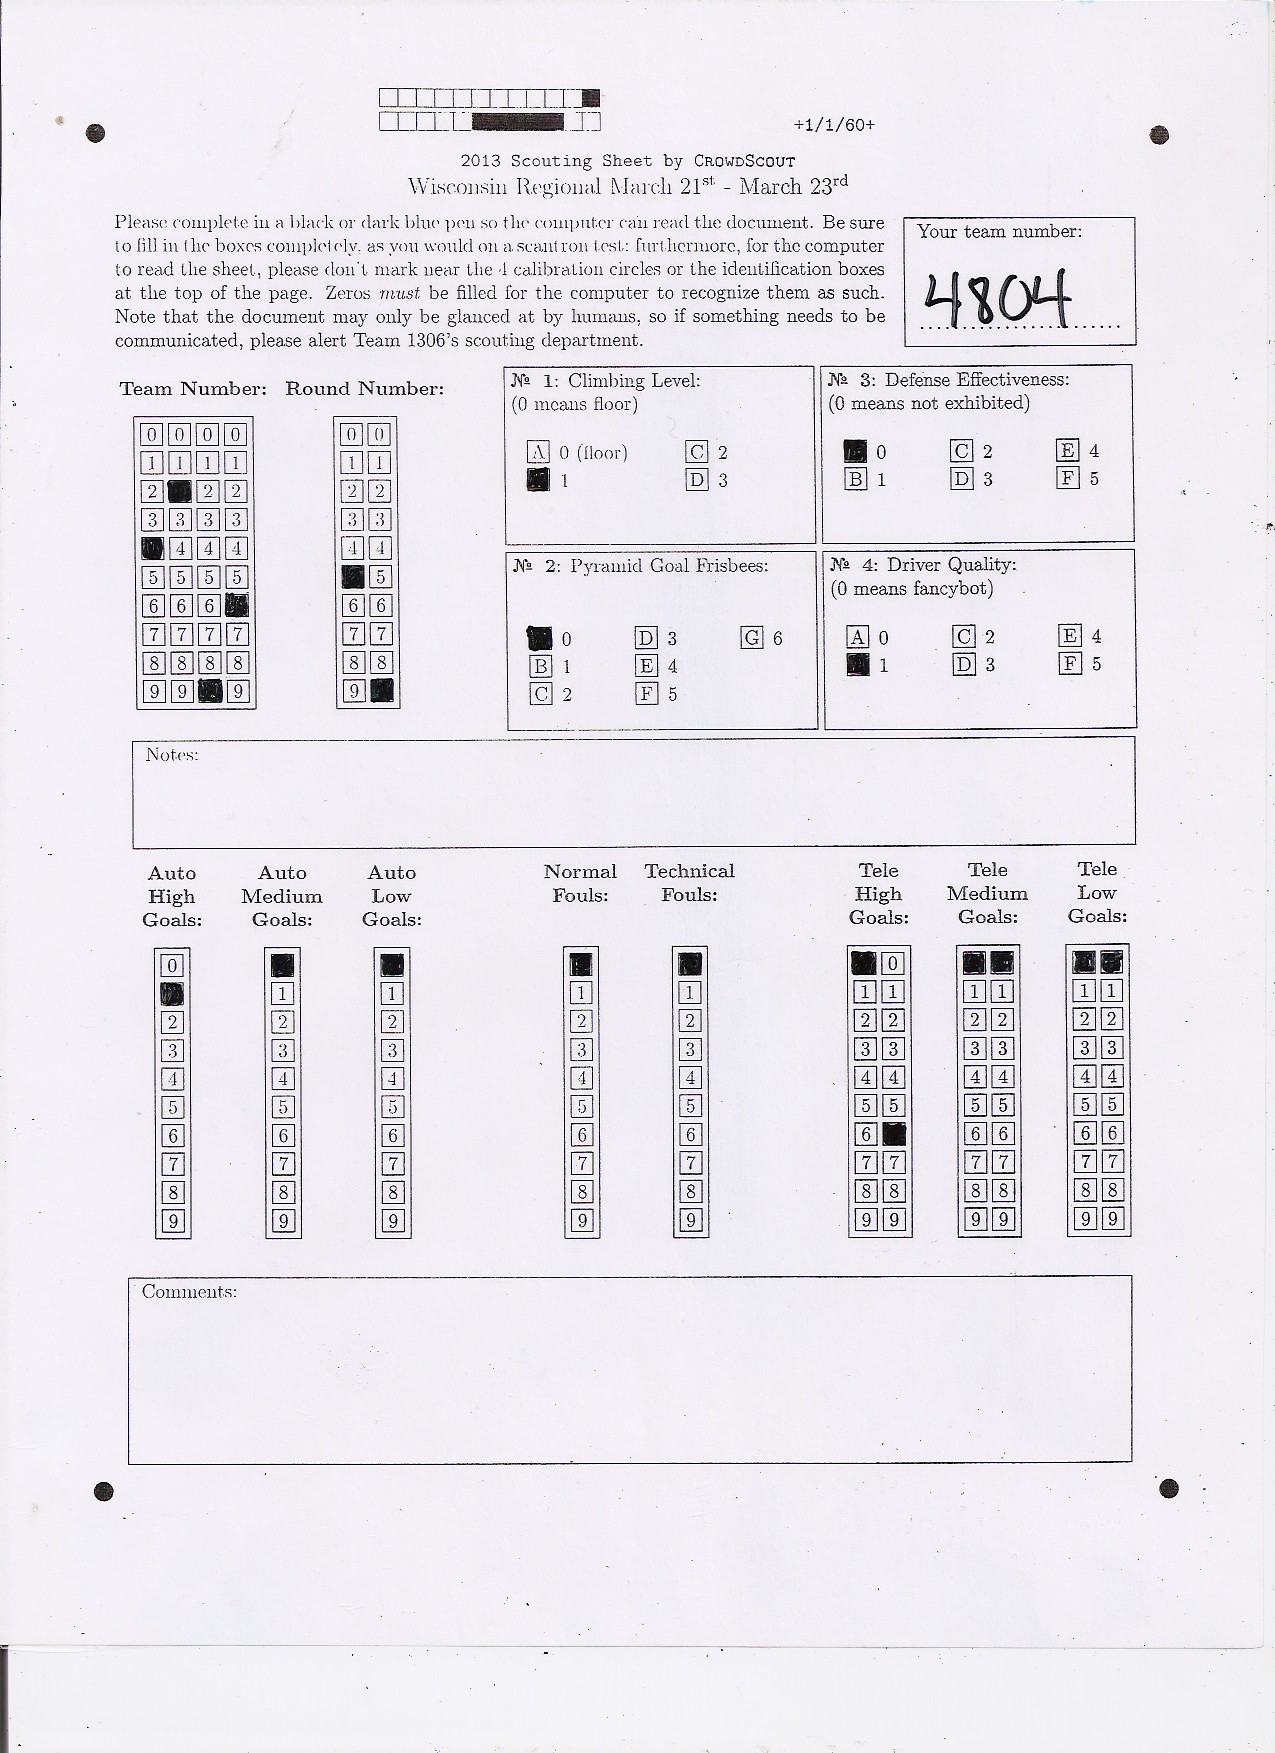 +1/1/60+
2013 Scouting Sheet by CROWDSCOUT
Wisconsin Regional March 21st - March 23rd
Please complete in a black or dark blue pen so the computer can read the document. Be sure
to fill in the boxes completely, as you would on a scantron test; furthermore, for the computer
to read the sheet, please don't mark near the 4 calibration circles or the identification boxes
at the top of the page. Zeros must be filled for the computer to recognize them as such.
Note that the document may only be glanced at by humans, so if something needs to be
communicated, please alert Team 1306's scouting department.
Your team number:
4804
Team Number: Round Number:
0 0 0 0 0 0
1 1 1 1 1 1
2 2 2 2 2
3 3 3 3 3 3
4 4 4 4 4
5 5 5 5 5
6 6 6 6 6
7 7 7 7 7 7
8 8 8 8 8 8
9 9 9 9
№ 1: Climbing Level:
(0 means floor)
A 0 (floor) C 2
1 D 3
№ 3: Defense Effectiveness:
(0 means not exhibited)
0 C 2 E 4
B 1 D 3 F 5
№ 2: Pyramid Goal Frisbees:
0 D 3 G 6
B 1 E 4
C 2 F 5
№ 4: Driver Quality:
(0 means fancybot)
A 0 C 2 E 4
1 D 3 F 5
Notes:
Auto Auto Auto Normal Technical Tele Tele Tele
High Medium Low Fouls: Fouls: High Medium Low
Goals: Goals: Goals: Goals: Goals: Goals:
0 0
1 1 1 1 1 1 1 1 1 1
2 2 2 2 2 2 2 2 2 2 2
3 3 3 3 3 3 3 3 3 3 3
4 4 4 4 4 4 4 4 4 4 4
5 5 5 5 5 5 5 5 5 5 5
6 6 6 6 6 6 6 6 6 6
7 7 7 7 7 7 7 7 7 7 7
8 8 8 8 8 8 8 8 8 8 8
9 9 9 9 9 9 9 9 9 9 9
Comments: